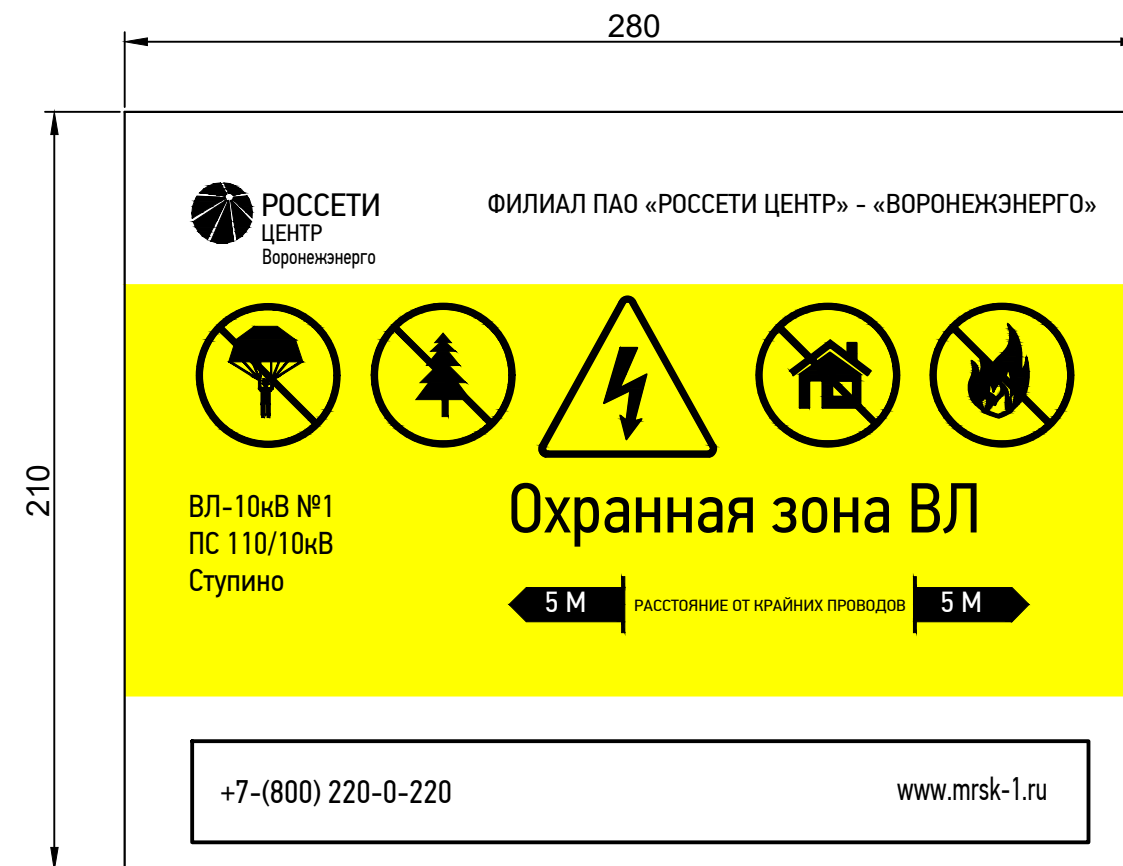 280
210
РОССЕТИ
ЦЕНТР
Воронежэнерго
ФИЛИАЛ ПАО «РОССЕТИ ЦЕНТР» - «ВОРОНЕЖЭНЕРГО»
ВЛ-10кВ №1
ПС 110/10кВ
Ступино
Охранная зона ВЛ
5 М РАССТОЯНИЕ ОТ КРАЙНИХ ПРОВОДОВ 5 М
+7-(800) 220-0-220
www.mrsk-1.ru